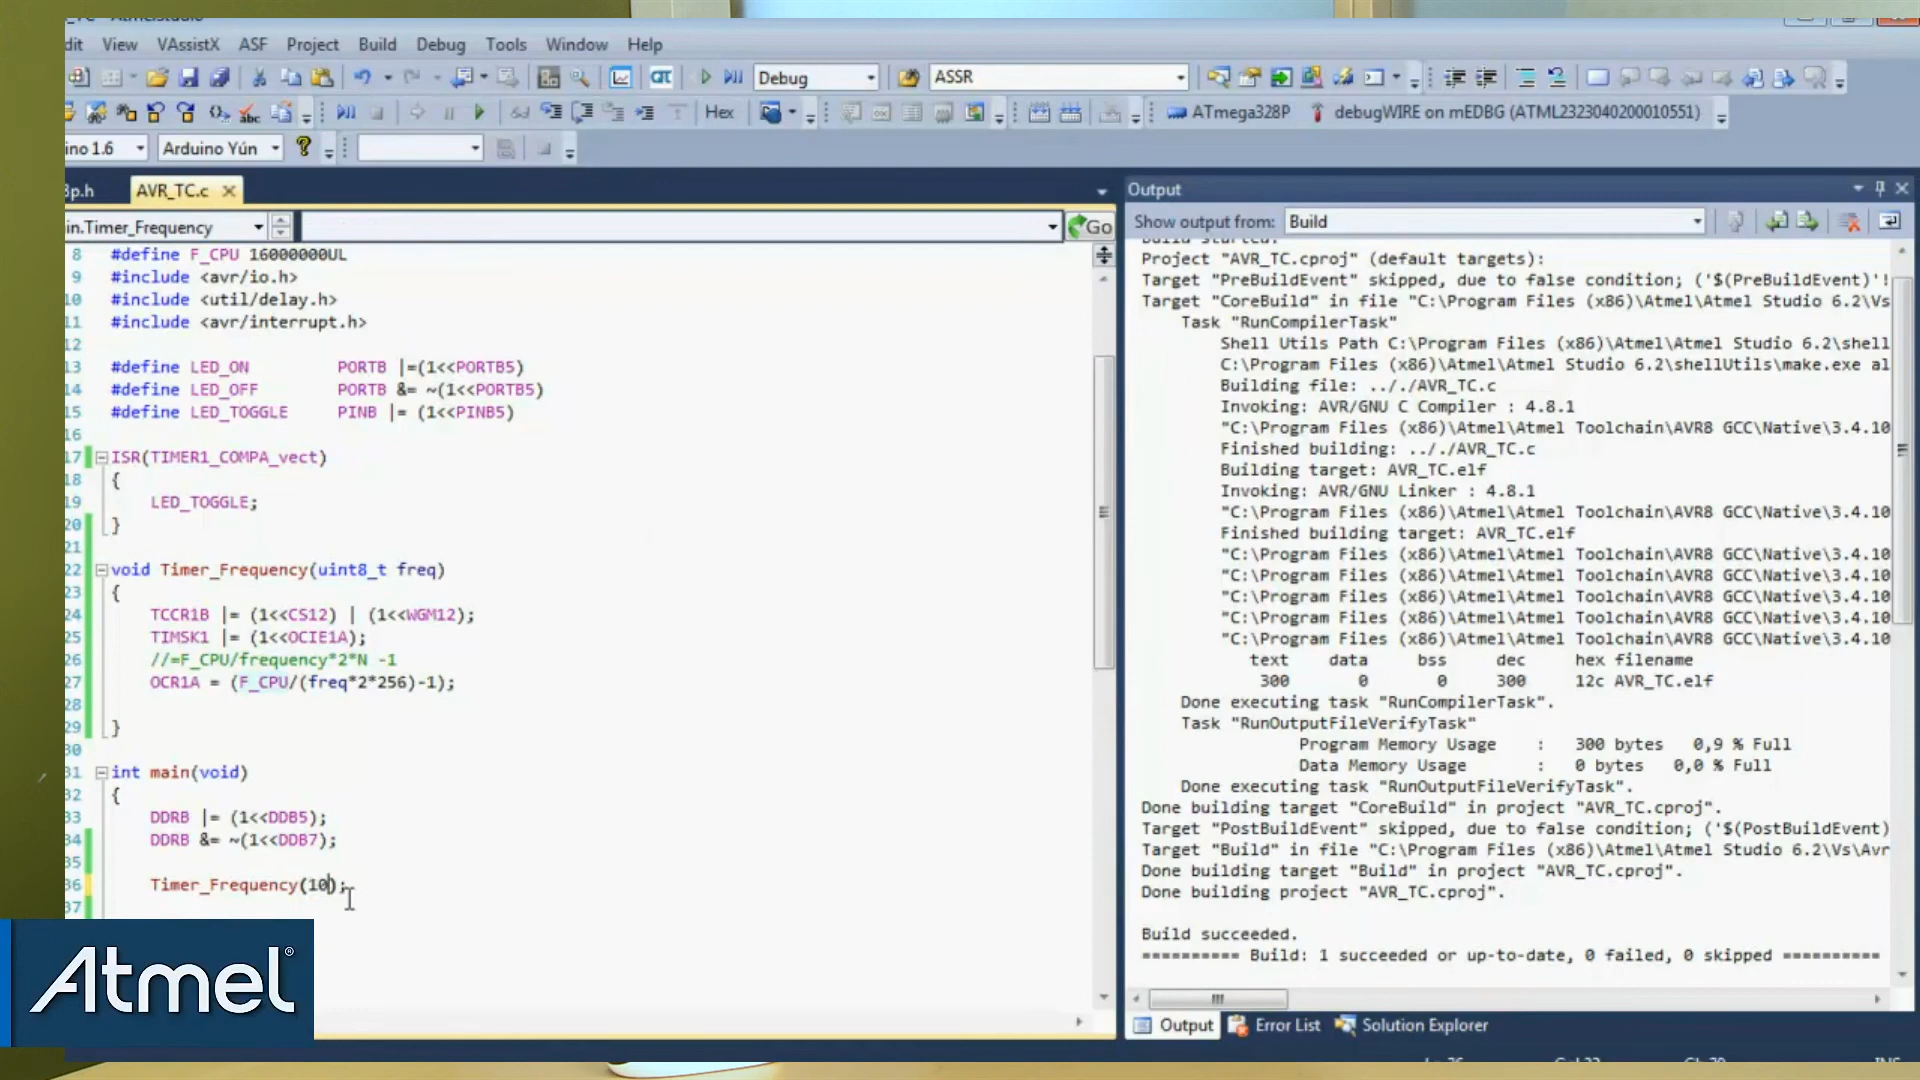 dit View VAssistX ASF Project Build Debug Tools Window Help
Debug ASSR
Hex ATmega328P debugWIRE on mEDBG (ATML2323040200010551)
ino 1.6 Arduino Yún
8p.h AVR_TC.c
in.Timer_Frequency Go
8 #define F_CPU 16000000UL
9 #include <avr/io.h>
10 #include <util/delay.h>
11 #include <avr/interrupt.h>
12
13 #define LED_ON PORTB |=(1<<PORTB5)
14 #define LED_OFF PORTB &= ~(1<<PORTB5)
15 #define LED_TOGGLE PINB |= (1<<PINB5)
16
17 ISR(TIMER1_COMPA_vect)
18 {
19 LED_TOGGLE;
20 }
21
22 void Timer_Frequency(uint8_t freq)
23 {
24 TCCR1B |= (1<<CS12) | (1<<WGM12);
25 TIMSK1 |= (1<<OCIE1A);
26 //=F_CPU/frequency*2*N -1
27 OCR1A = (F_CPU/(freq*2*256)-1);
28
29 }
30
31 int main(void)
32 {
33 DDRB |= (1<<DDB5);
34 DDRB &= ~(1<<DDB7);
35
36 Timer_Frequency(10);
37
Atmel®
Output
Show output from: Build
Build started.
Project "AVR_TC.cproj" (default targets):
Target "PreBuildEvent" skipped, due to false condition; ('$(PreBuildEvent)'!
Target "CoreBuild" in file "C:\Program Files (x86)\Atmel\Atmel Studio 6.2\Vs
Task "RunCompilerTask"
Shell Utils Path C:\Program Files (x86)\Atmel\Atmel Studio 6.2\shell
C:\Program Files (x86)\Atmel\Atmel Studio 6.2\shellUtils\make.exe al
Building file: .././AVR_TC.c
Invoking: AVR/GNU C Compiler : 4.8.1
"C:\Program Files (x86)\Atmel\Atmel Toolchain\AVR8 GCC\Native\3.4.10
Finished building: .././AVR_TC.c
Building target: AVR_TC.elf
Invoking: AVR/GNU Linker : 4.8.1
"C:\Program Files (x86)\Atmel\Atmel Toolchain\AVR8 GCC\Native\3.4.10
Finished building target: AVR_TC.elf
"C:\Program Files (x86)\Atmel\Atmel Toolchain\AVR8 GCC\Native\3.4.10
"C:\Program Files (x86)\Atmel\Atmel Toolchain\AVR8 GCC\Native\3.4.10
"C:\Program Files (x86)\Atmel\Atmel Toolchain\AVR8 GCC\Native\3.4.10
"C:\Program Files (x86)\Atmel\Atmel Toolchain\AVR8 GCC\Native\3.4.10
"C:\Program Files (x86)\Atmel\Atmel Toolchain\AVR8 GCC\Native\3.4.10
text data bss dec hex filename
300 0 0 300 12c AVR_TC.elf
Done executing task "RunCompilerTask".
Task "RunOutputFileVerifyTask"
Program Memory Usage : 300 bytes 0,9 % Full
Data Memory Usage : 0 bytes 0,0 % Full
Done executing task "RunOutputFileVerifyTask".
Done building target "CoreBuild" in project "AVR_TC.cproj".
Target "PostBuildEvent" skipped, due to false condition; ('$(PostBuildEvent)
Target "Build" in file "C:\Program Files (x86)\Atmel\Atmel Studio 6.2\Vs\Avr
Done building target "Build" in project "AVR_TC.cproj".
Done building project "AVR_TC.cproj".
Build succeeded.
========== Build: 1 succeeded or up-to-date, 0 failed, 0 skipped ==========
Output Error List Solution Explorer